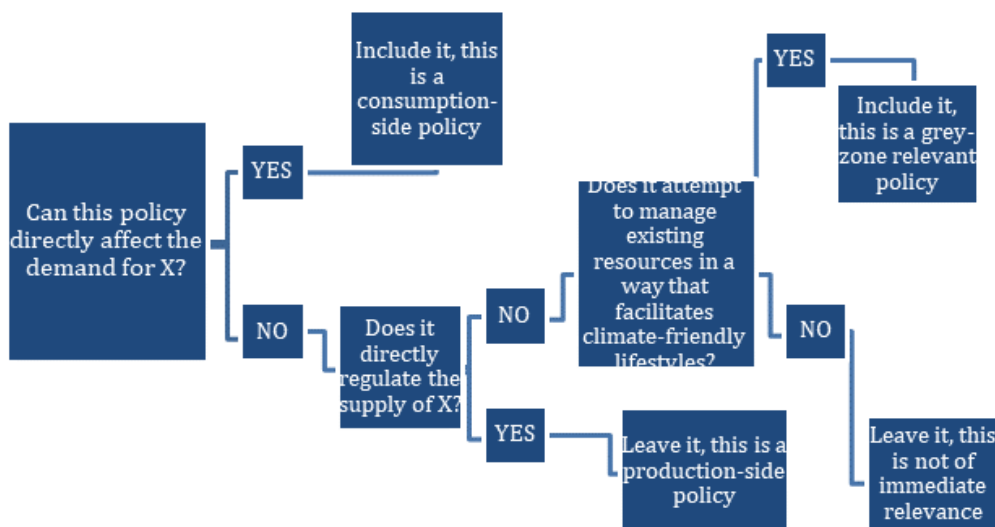 Can this policy
directly affect the
demand for X?
YES
Include it, this
is a
consumption-
side policy
NO
Does it
directly
regulate the
supply of X?
NO
Does it attempt
to manage
existing
resources in a
way that
facilitates
climate-friendly
lifestyles?
YES
Include it,
this is a grey-
zone relevant
policy
NO
Leave it, this
is not of
immediate
relevance
YES
Leave it, this is a
production-side
policy